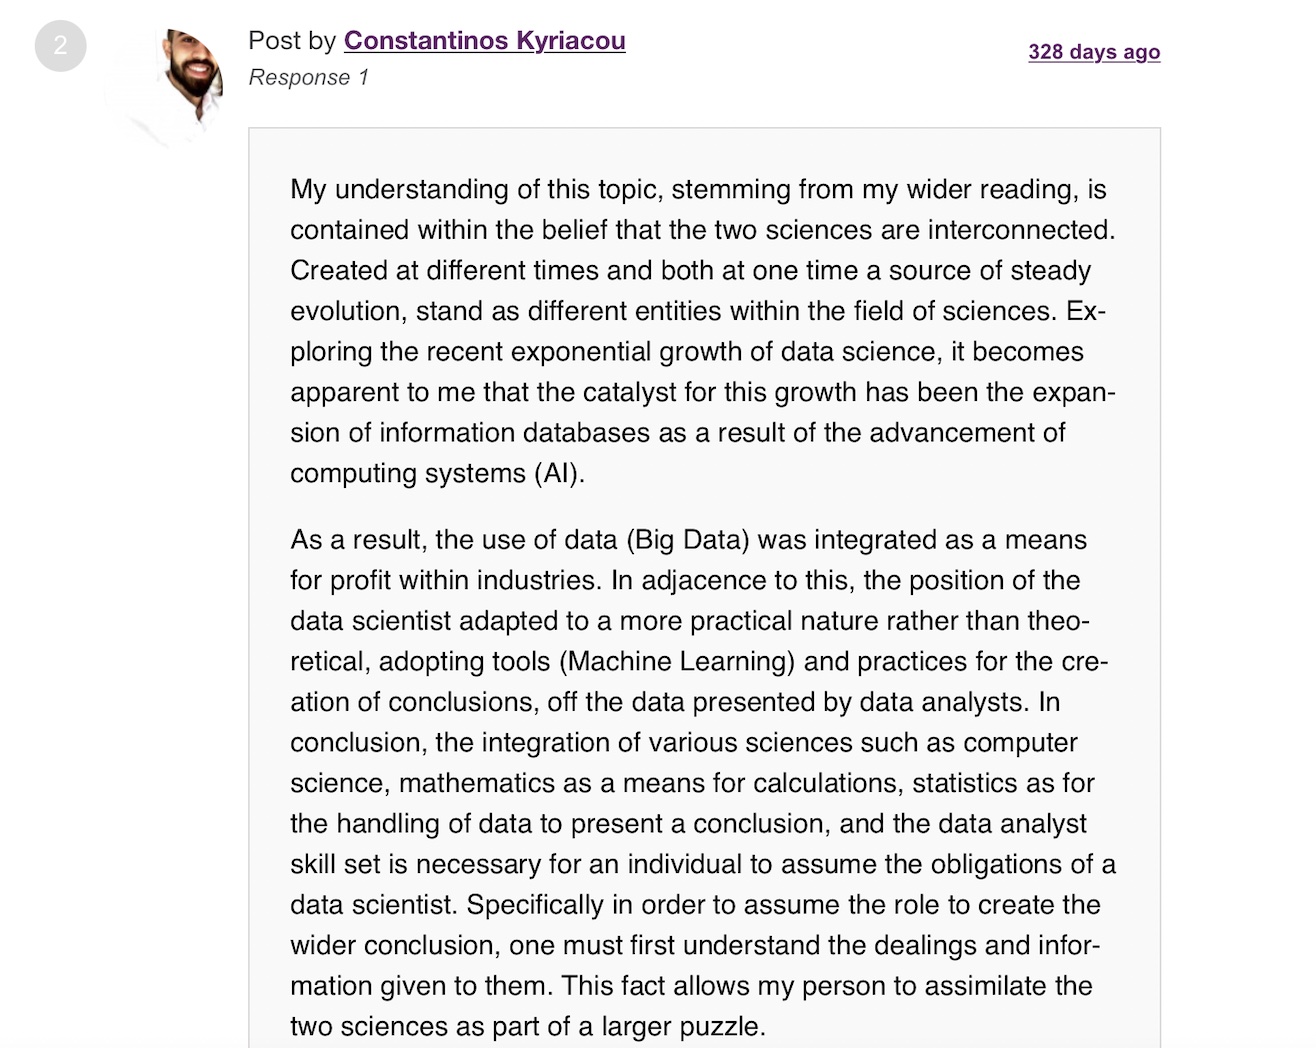 2
Post by Constantinos Kyriacou
328 days ago
Response 1
My understanding of this topic, stemming from my wider reading, is
contained within the belief that the two sciences are interconnected.
Created at different times and both at one time a source of steady
evolution, stand as different entities within the field of sciences. Ex-
ploring the recent exponential growth of data science, it becomes
apparent to me that the catalyst for this growth has been the expan-
sion of information databases as a result of the advancement of
computing systems (AI).
As a result, the use of data (Big Data) was integrated as a means
for profit within industries. In adjacence to this, the position of the
data scientist adapted to a more practical nature rather than theo-
retical, adopting tools (Machine Learning) and practices for the cre-
ation of conclusions, off the data presented by data analysts. In
conclusion, the integration of various sciences such as computer
science, mathematics as a means for calculations, statistics as for
the handling of data to present a conclusion, and the data analyst
skill set is necessary for an individual to assume the obligations of a
data scientist. Specifically in order to assume the role to create the
wider conclusion, one must first understand the dealings and infor-
mation given to them. This fact allows my person to assimilate the
two sciences as part of a larger puzzle.